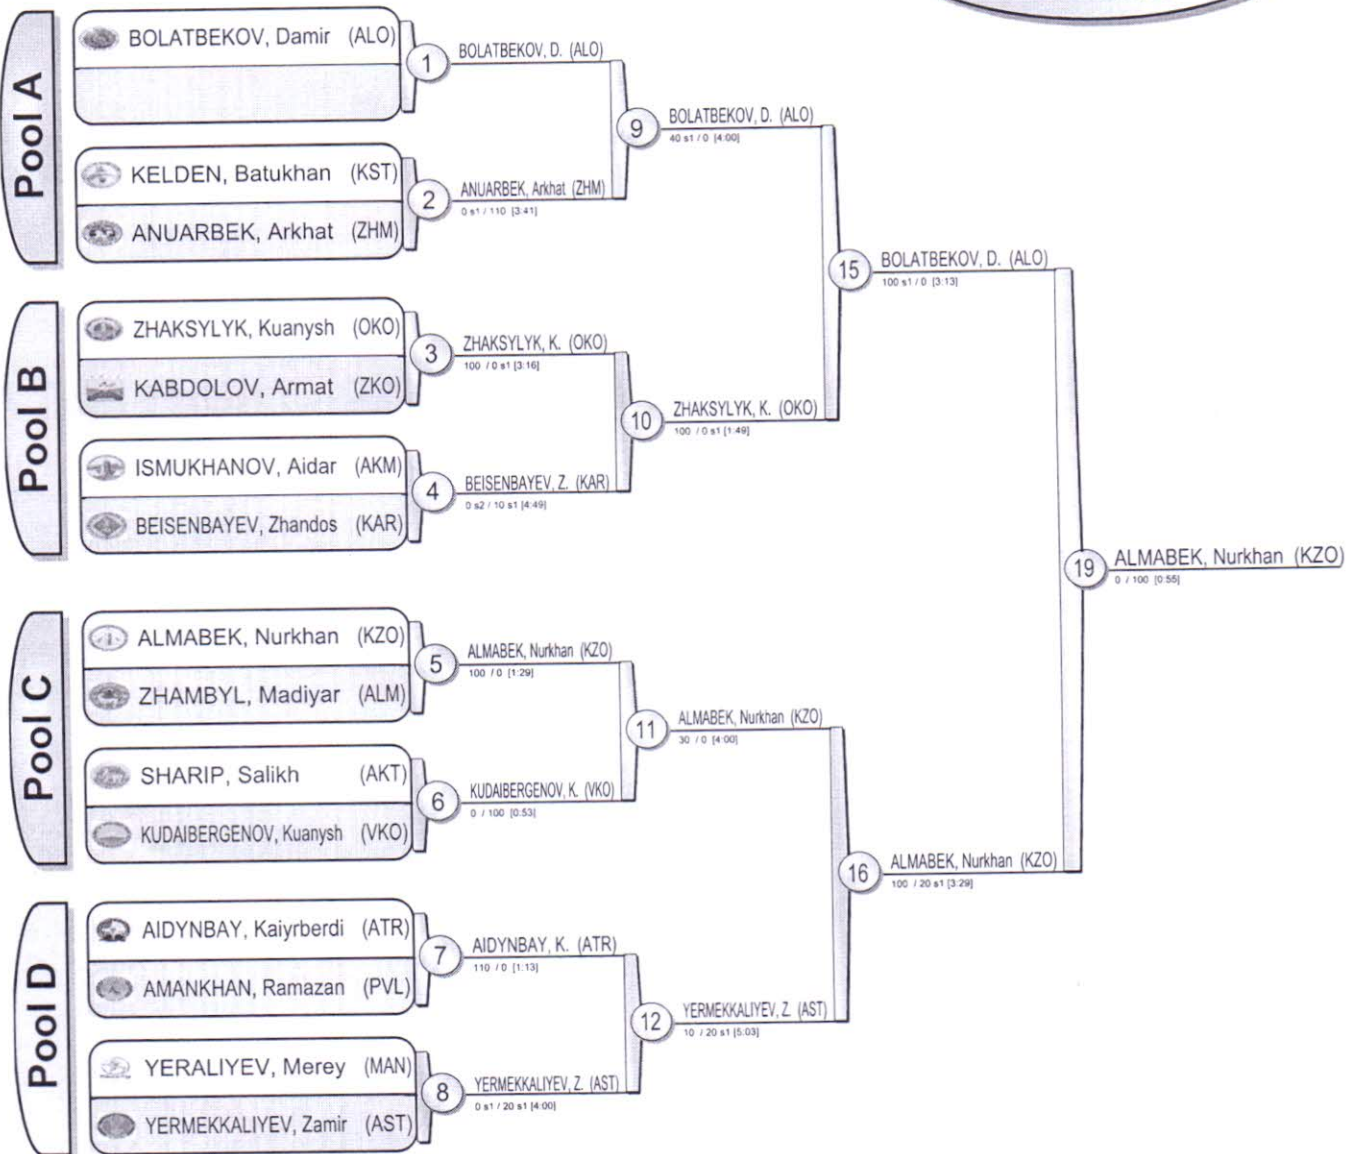 Pool A
BOLATBEKOV, Damir (ALO)
KELDEN, Batukhan (KST)
ANUARBEK, Arkhat (ZHM)
Pool B
ZHAKSYLYK, Kuanysh (OKO)
KABDOLOV, Armat (ZKO)
ISMUKHANOV, Aidar (AKM)
BEISENBAYEV, Zhandos (KAR)
Pool C
ALMABEK, Nurkhan (KZO)
ZHAMBYL, Madiyar (ALM)
SHARIP, Salikh (AKT)
KUDAIBERGENOV, Kuanysh (VKO)
Pool D
AIDYNBAY, Kaiyrberdi (ATR)
AMANKHAN, Ramazan (PVL)
YERALIYEV, Merey (MAN)
YERMEKKALIYEV, Zamir (AST)
1
BOLATBEKOV, D. (ALO)
2
ANUARBEK, Arkhat (ZHM)
0 s1 / 110 [3:41]
3
ZHAKSYLYK, K. (OKO)
100 / 0 s1 [3:16]
4
BEISENBAYEV, Z. (KAR)
0 s2 / 10 s1 [4:49]
5
ALMABEK, Nurkhan (KZO)
100 / 0 [1:29]
6
KUDAIBERGENOV, K. (VKO)
0 / 100 [0:53]
7
AIDYNBAY, K. (ATR)
110 / 0 [1:13]
8
YERMEKKALIYEV, Z. (AST)
0 s1 / 20 s1 [4:00]
9
BOLATBEKOV, D. (ALO)
40 s1 / 0 [4:00]
10
ZHAKSYLYK, K. (OKO)
100 / 0 s1 [1:49]
11
ALMABEK, Nurkhan (KZO)
30 / 0 [4:00]
12
YERMEKKALIYEV, Z. (AST)
10 / 20 s1 [5:03]
15
BOLATBEKOV, D. (ALO)
100 s1 / 0 [3:13]
16
ALMABEK, Nurkhan (KZO)
100 / 20 s1 [3:29]
19
ALMABEK, Nurkhan (KZO)
0 / 100 [0:55]